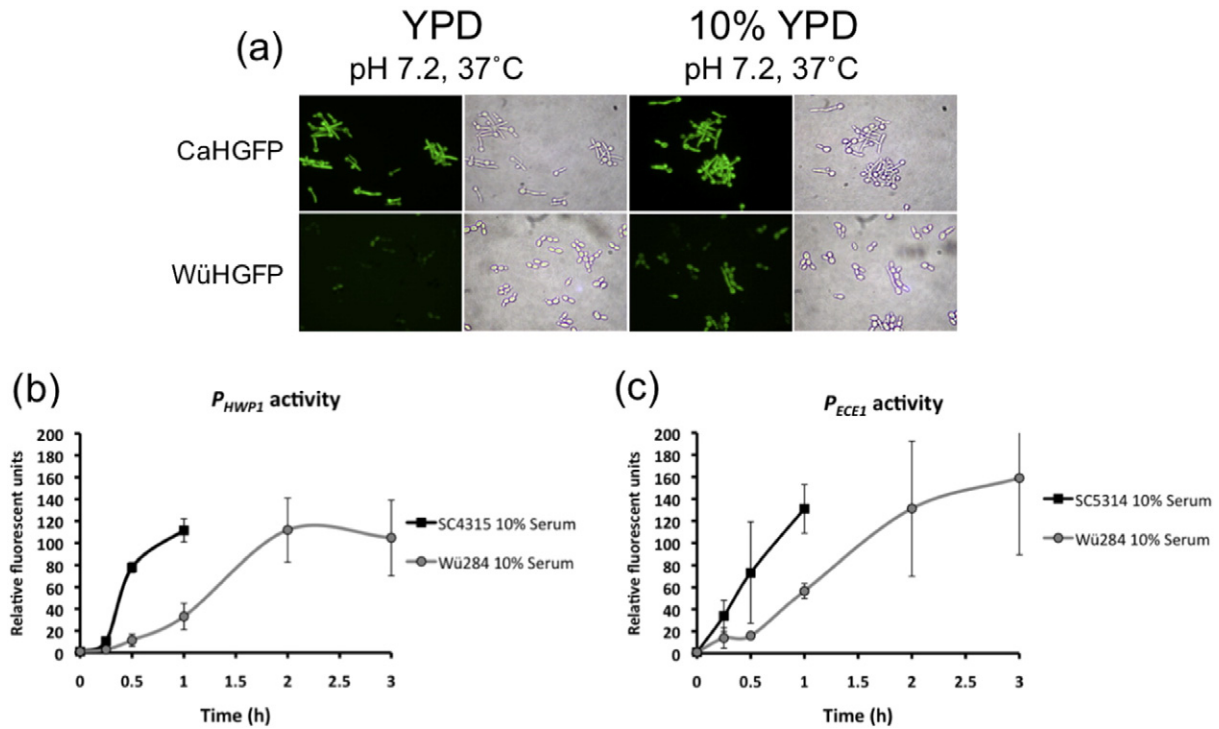 (a)
YPD
10% YPD
pH 7.2, 37˚C
pH 7.2, 37˚C
CaHGFP
WüHGFP
(b)
P_HWP1 activity
Relative fluorescent units
200
180
160
140
120
100
80
60
40
20
0
0 0.5 1 1.5 2 2.5 3
Time (h)
SC4315 10% Serum
Wü284 10% Serum
(c)
P_ECE1 activity
Relative fluorescent units
200
180
160
140
120
100
80
60
40
20
0
0 0.5 1 1.5 2 2.5 3
Time (h)
SC5314 10% Serum
Wü284 10% Serum